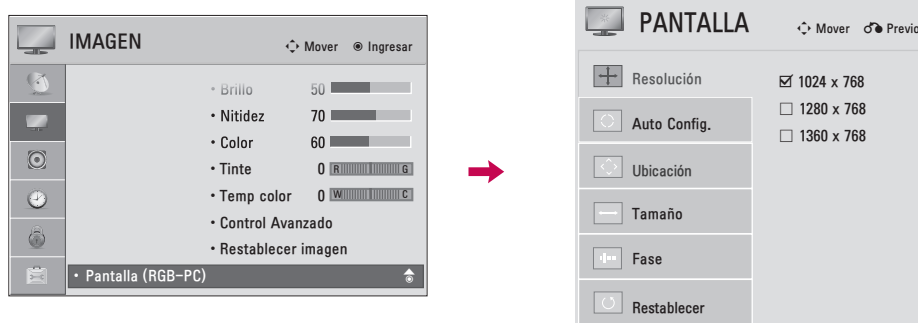 IMAGEN
Mover Ingresar
• Brillo 50
• Nitidez 70
• Color 60
• Tinte 0 R G
• Temp color 0 W C
• Control Avanzado
• Restablecer imagen
• Pantalla (RGB-PC)
PANTALLA
Mover Previo
Resolución
Auto Config.
Ubicación
Tamaño
Fase
Restablecer
1024 x 768
1280 x 768
1360 x 768